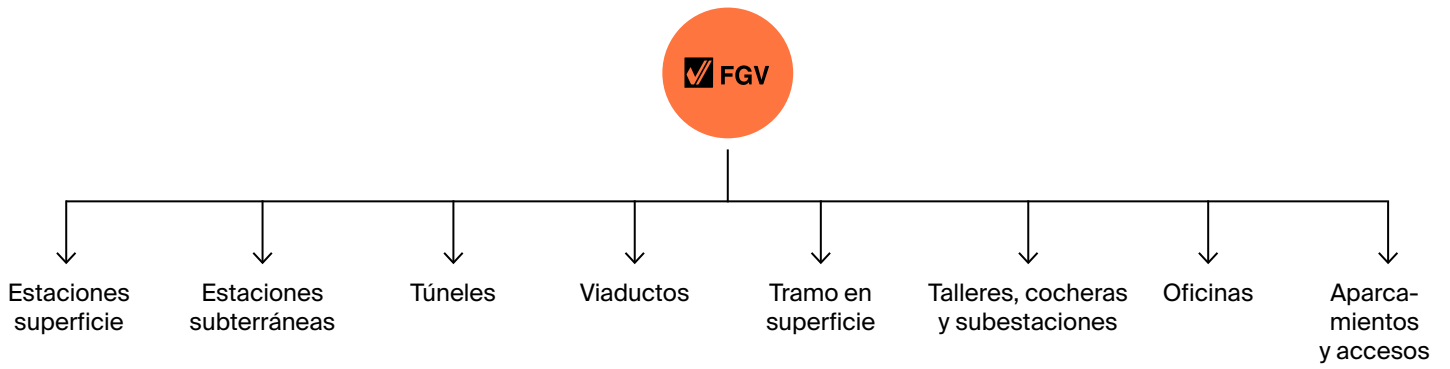 FGV
Estaciones
superficie
Estaciones
subterráneas
Túneles
Viaductos
Tramo en
superficie
Talleres, cocheras
y subestaciones
Oficinas
Aparca-
mientos
y accesos